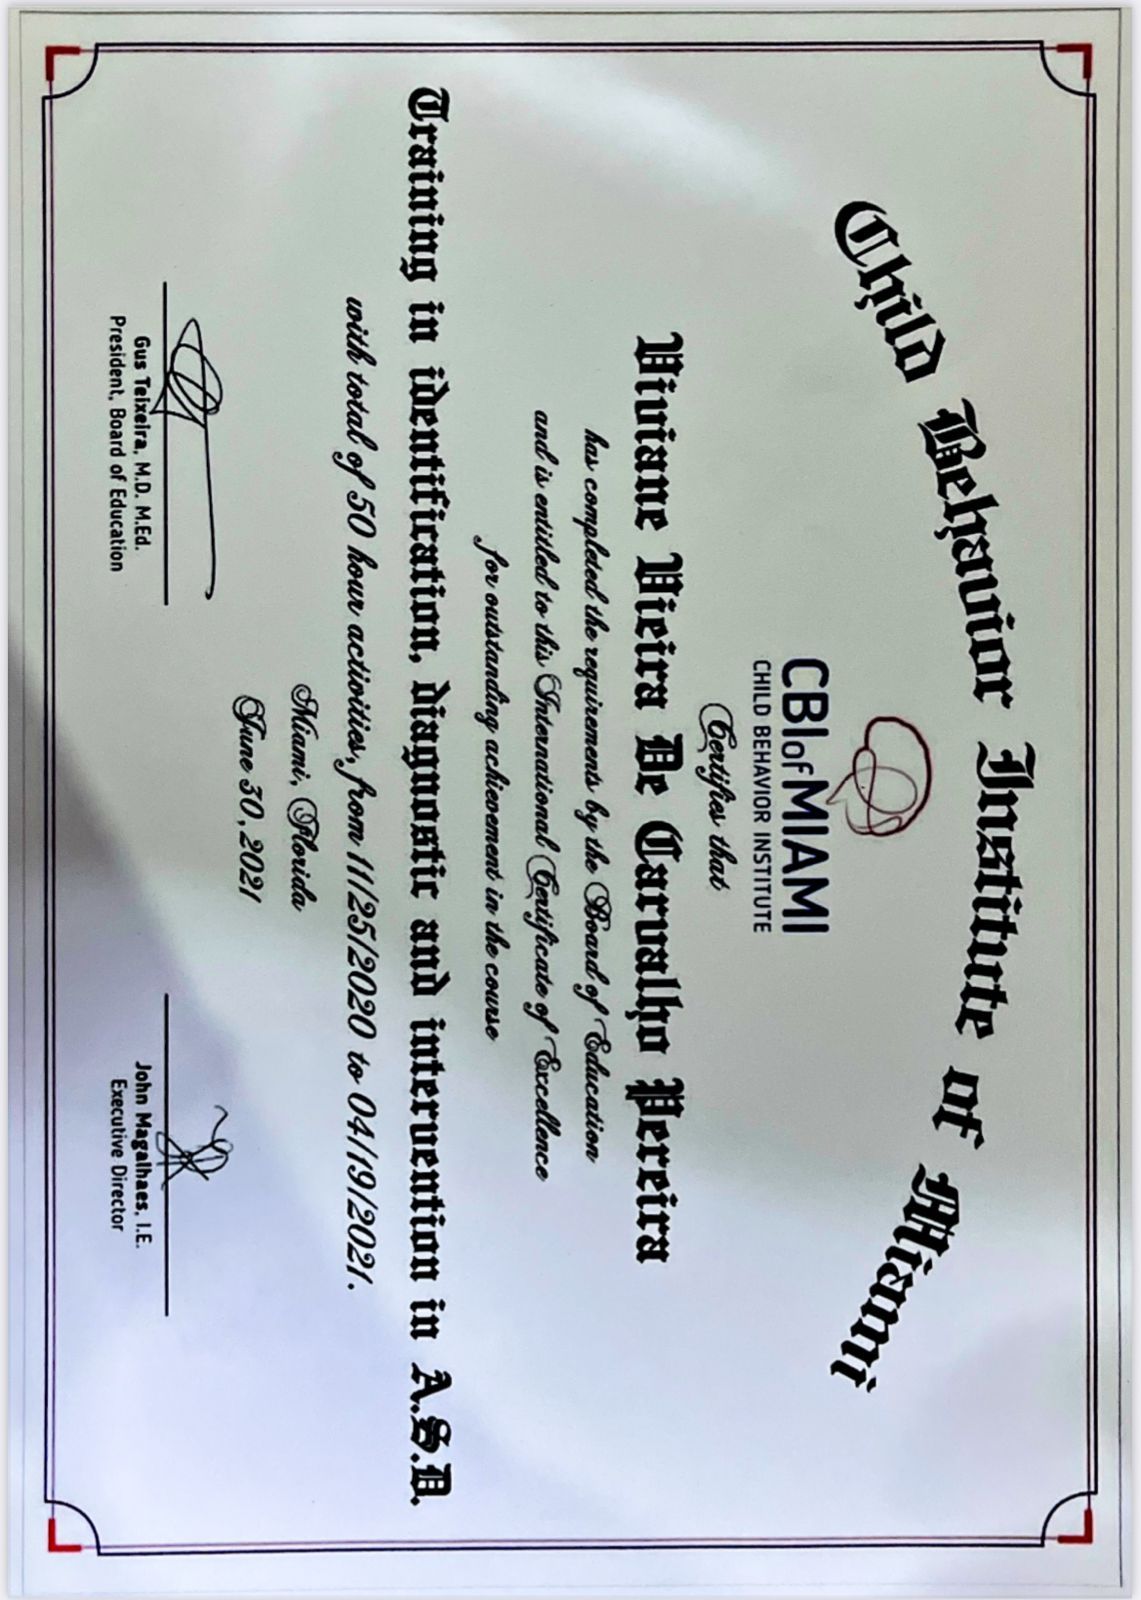 Child Behavior Institute of Miami
CBI OF MIAMI
CHILD BEHAVIOR INSTITUTE
Certifies that
Viviane Vieira De Carvalho Pereira
has completed the requirements by the Board of Education
and is entitled to this International Certificate of Excellence
for outstanding achievement in the course
Training in identification, diagnostic and intervention in A.S.D.
with total of 50 hour activities, from 11/25/2020 to 04/19/2021.
Miami, Florida
June 30, 2021
Gus Teixeira, M.D. M.Ed.
President, Board of Education
John Magalhaes, I.E.
Executive Director